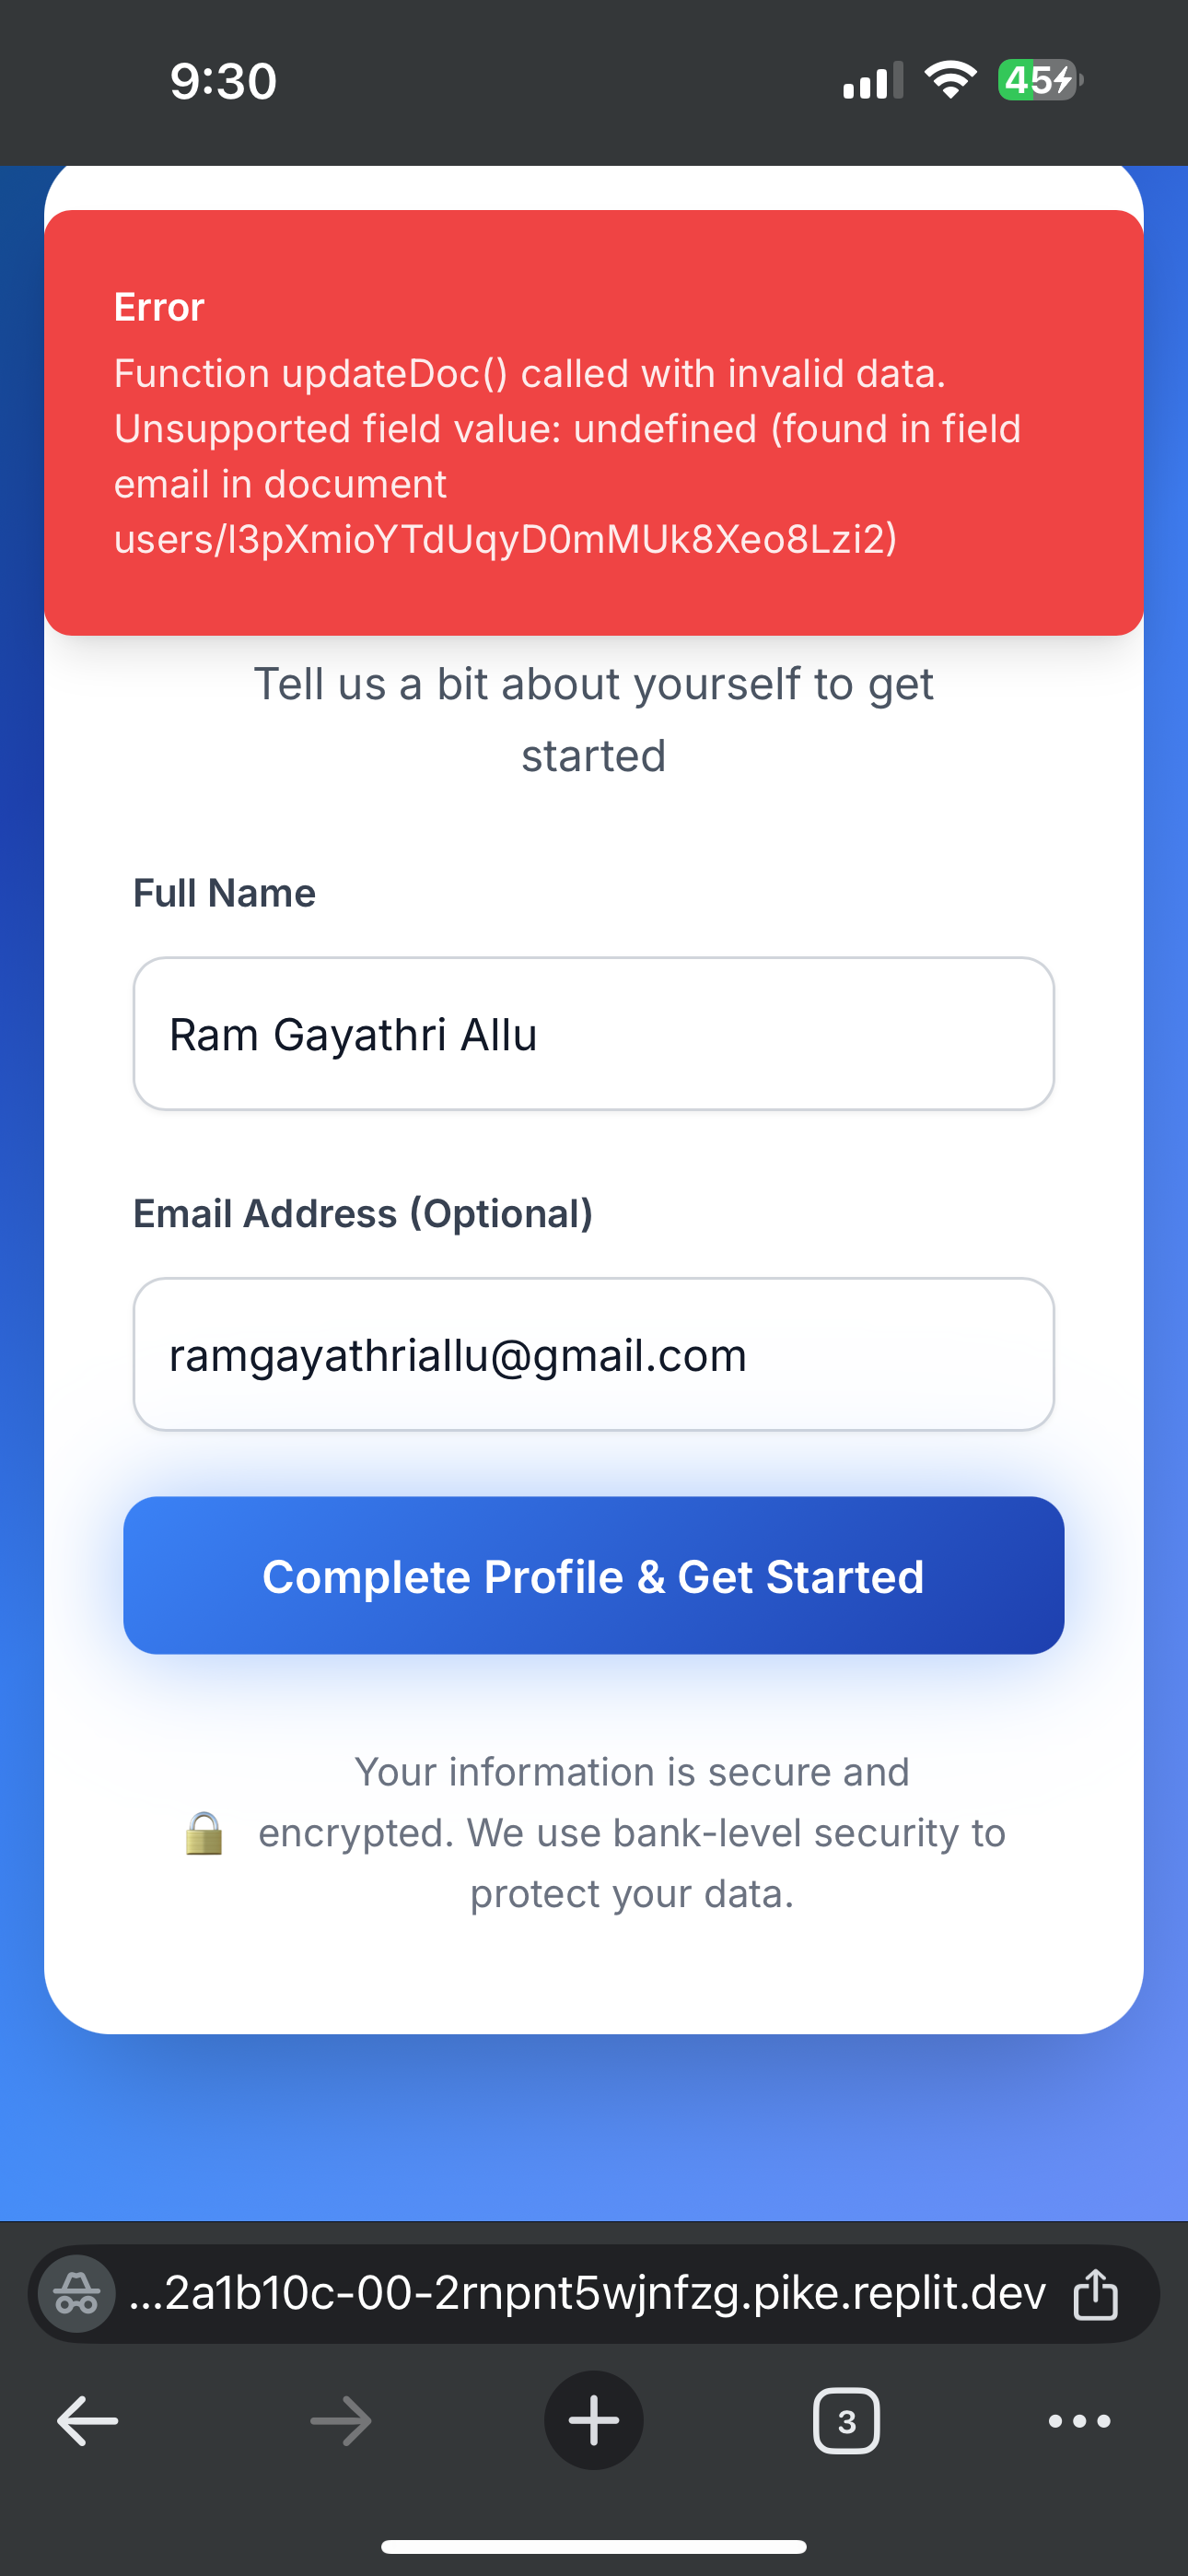 9:30
45
Error
Function updateDoc() called with invalid data.
Unsupported field value: undefined (found in field
email in document
users/l3pXmioYTdUqyD0mMUk8Xeo8Lzi2)
Tell us a bit about yourself to get
started
Full Name
Ram Gayathri Allu
Email Address (Optional)
ramgayathriallu@gmail.com
Complete Profile & Get Started
Your information is secure and
encrypted. We use bank-level security to
protect your data.
...2a1b10c-00-2rnpnt5wjnfzg.pike.replit.dev
3